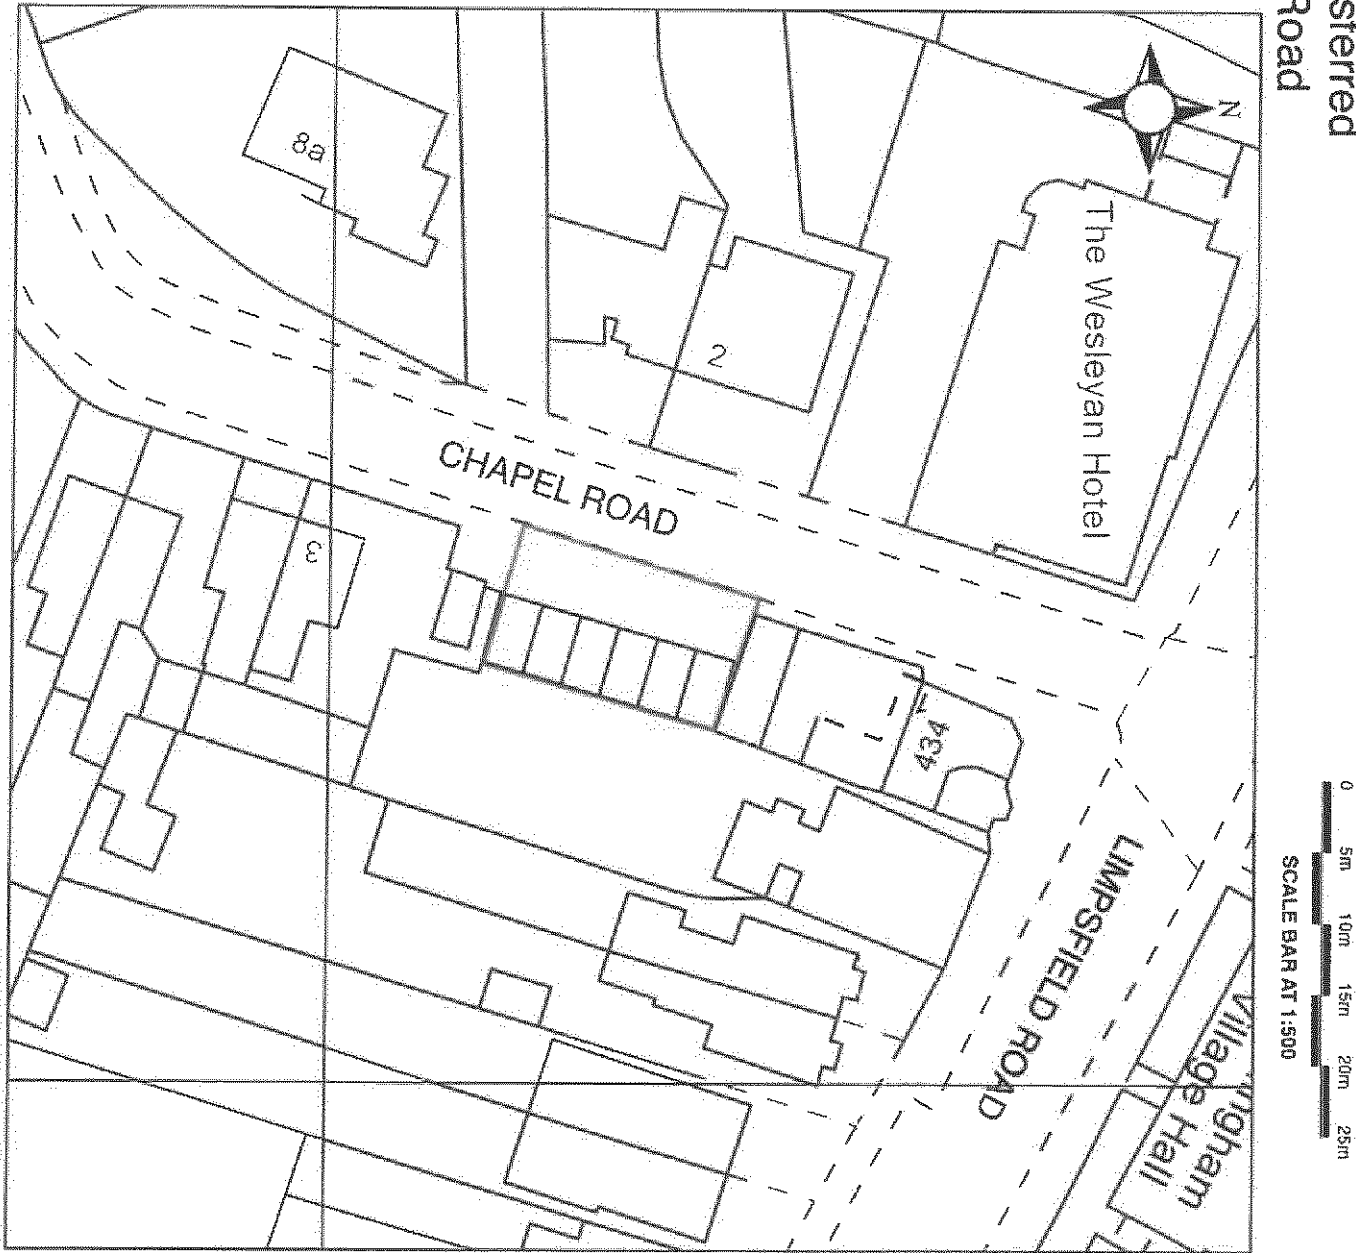 sterred
Road
N
8a
The Wesleyan Hotel
2
CHAPEL ROAD
3
434
LIMPSFIELD ROAD
ngham
Village Hall
0 5m 10m 15m 20m 25m
SCALE BAR AT 1:500